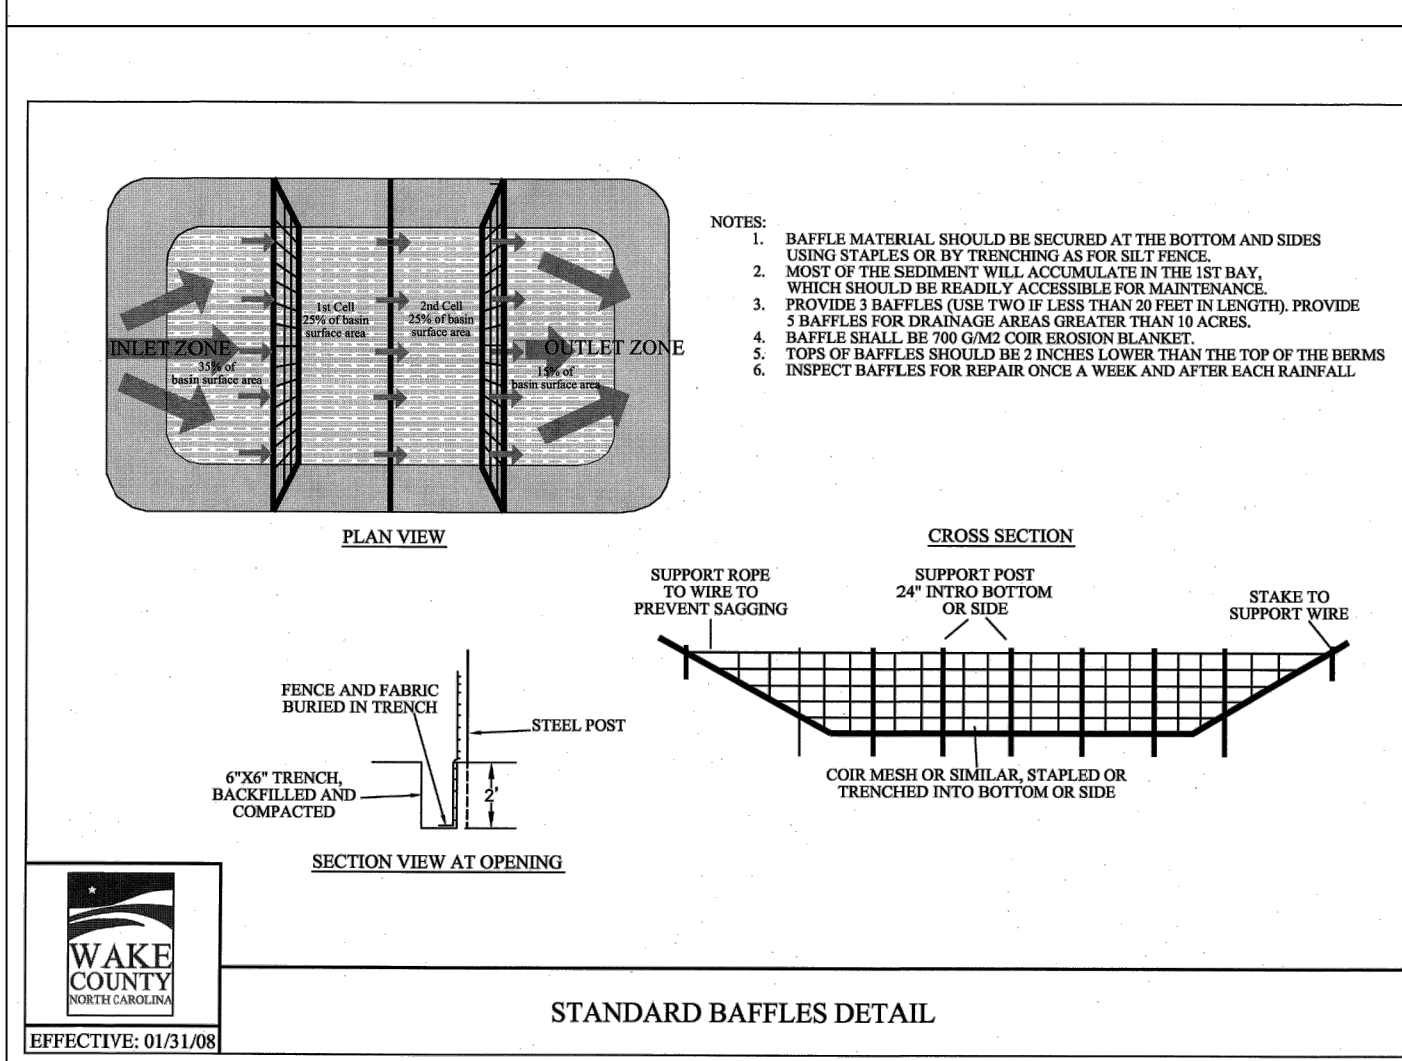 NOTES:
1. BAFFLE MATERIAL SHOULD BE SECURED AT THE BOTTOM AND SIDES
USING STAPLES OR BY TRENCHING AS FOR SILT FENCE.
2. MOST OF THE SEDIMENT WILL ACCUMULATE IN THE 1ST BAY,
WHICH SHOULD BE READILY ACCESSIBLE FOR MAINTENANCE.
3. PROVIDE 3 BAFFLES (USE TWO IF LESS THAN 20 FEET IN LENGTH). PROVIDE
5 BAFFLES FOR DRAINAGE AREAS GREATER THAN 10 ACRES.
4. BAFFLE SHALL BE 700 G/M2 COIR EROSION BLANKET.
5. TOPS OF BAFFLES SHOULD BE 2 INCHES LOWER THAN THE TOP OF THE BERMS
6. INSPECT BAFFLES FOR REPAIR ONCE A WEEK AND AFTER EACH RAINFALL
INLET ZONE
35% of
basin surface area
1st Cell
25% of basin
surface area
2nd Cell
25% of basin
surface area
OUTLET ZONE
15% of
basin surface area
PLAN VIEW
CROSS SECTION
SUPPORT ROPE
TO WIRE TO
PREVENT SAGGING
SUPPORT POST
24" INTRO BOTTOM
OR SIDE
STAKE TO
SUPPORT WIRE
COIR MESH OR SIMILAR, STAPLED OR
TRENCHED INTO BOTTOM OR SIDE
FENCE AND FABRIC
BURIED IN TRENCH
STEEL POST
6"X6" TRENCH,
BACKFILLED AND
COMPACTED
2'
SECTION VIEW AT OPENING
WAKE
COUNTY
NORTH CAROLINA
EFFECTIVE: 01/31/08
STANDARD BAFFLES DETAIL